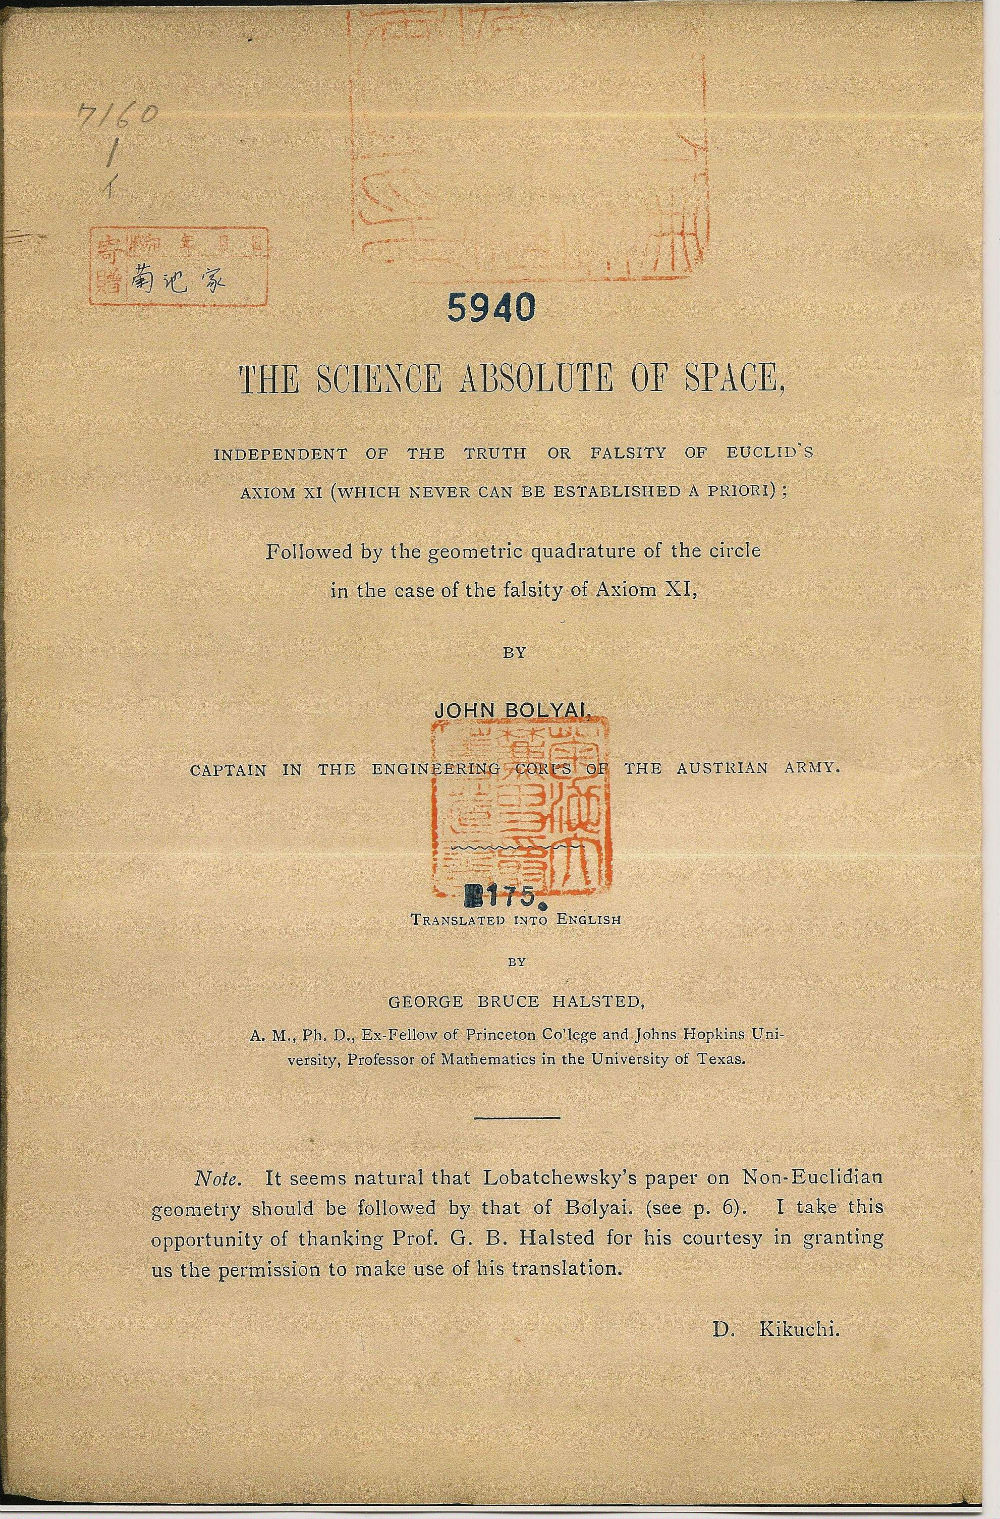 7160
1
寄贈 年 月 日
菊池家
5940
THE SCIENCE ABSOLUTE OF SPACE,
INDEPENDENT OF THE TRUTH OR FALSITY OF EUCLID'S
AXIOM XI (WHICH NEVER CAN BE ESTABLISHED A PRIORI);
Followed by the geometric quadrature of the circle
in the case of the falsity of Axiom XI,
BY
JOHN BOLYAI,
CAPTAIN IN THE ENGINEERING CORPS OF THE AUSTRIAN ARMY.
175.
TRANSLATED INTO ENGLISH
BY
GEORGE BRUCE HALSTED,
A. M., Ph. D., Ex-Fellow of Princeton Co'lege and Johns Hopkins Uni-
versity, Professor of Mathematics in the University of Texas.
Note. It seems natural that Lobatchewsky's paper on Non-Euclidian
geometry should be followed by that of Bolyai. (see p. 6). I take this
opportunity of thanking Prof. G. B. Halsted for his courtesy in granting
us the permission to make use of his translation.
D. Kikuchi.